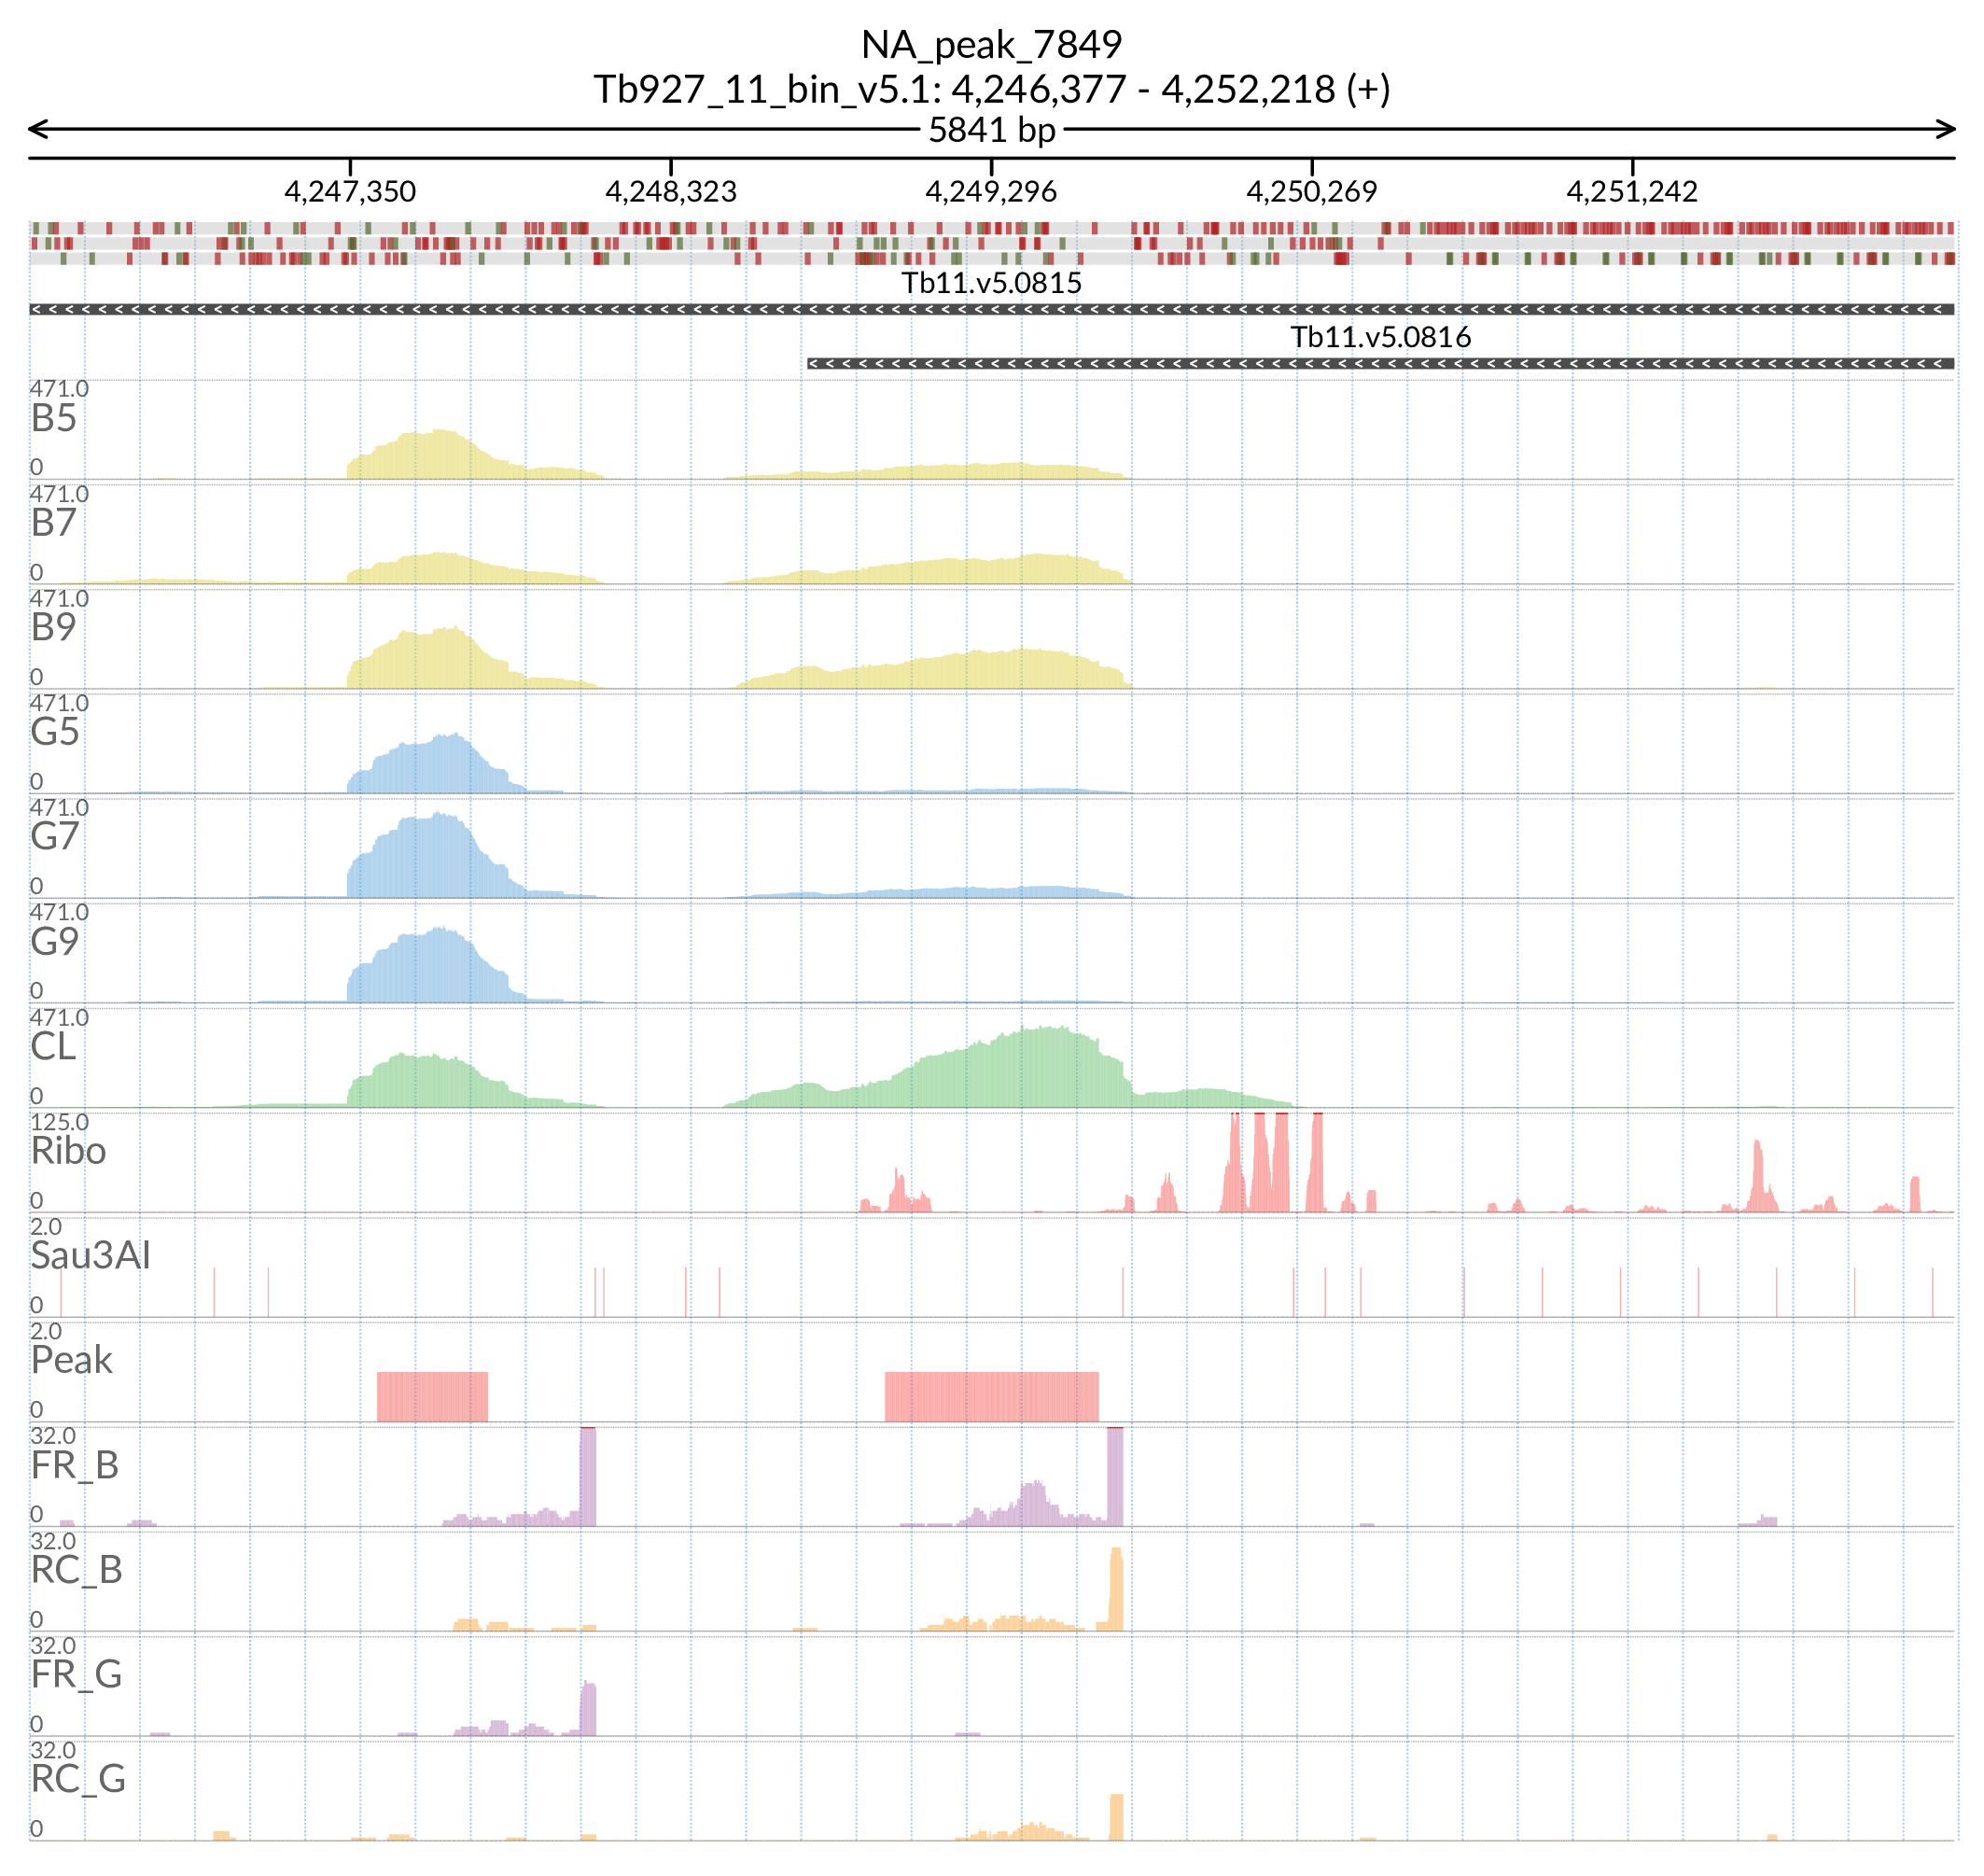 NA_peak_7849
Tb927_11_bin_v5.1: 4,246,377 - 4,252,218 (+)
5841 bp
4,247,350 4,248,323 4,249,296 4,250,269 4,251,242
Tb11.v5.0815
Tb11.v5.0816
471.0
B5
0
471.0
B7
0
471.0
B9
0
471.0
G5
0
471.0
G7
0
471.0
G9
0
471.0
CL
0
125.0
Ribo
0
2.0
Sau3AI
0
2.0
Peak
0
32.0
FR_B
0
32.0
RC_B
0
32.0
FR_G
0
32.0
RC_G
0